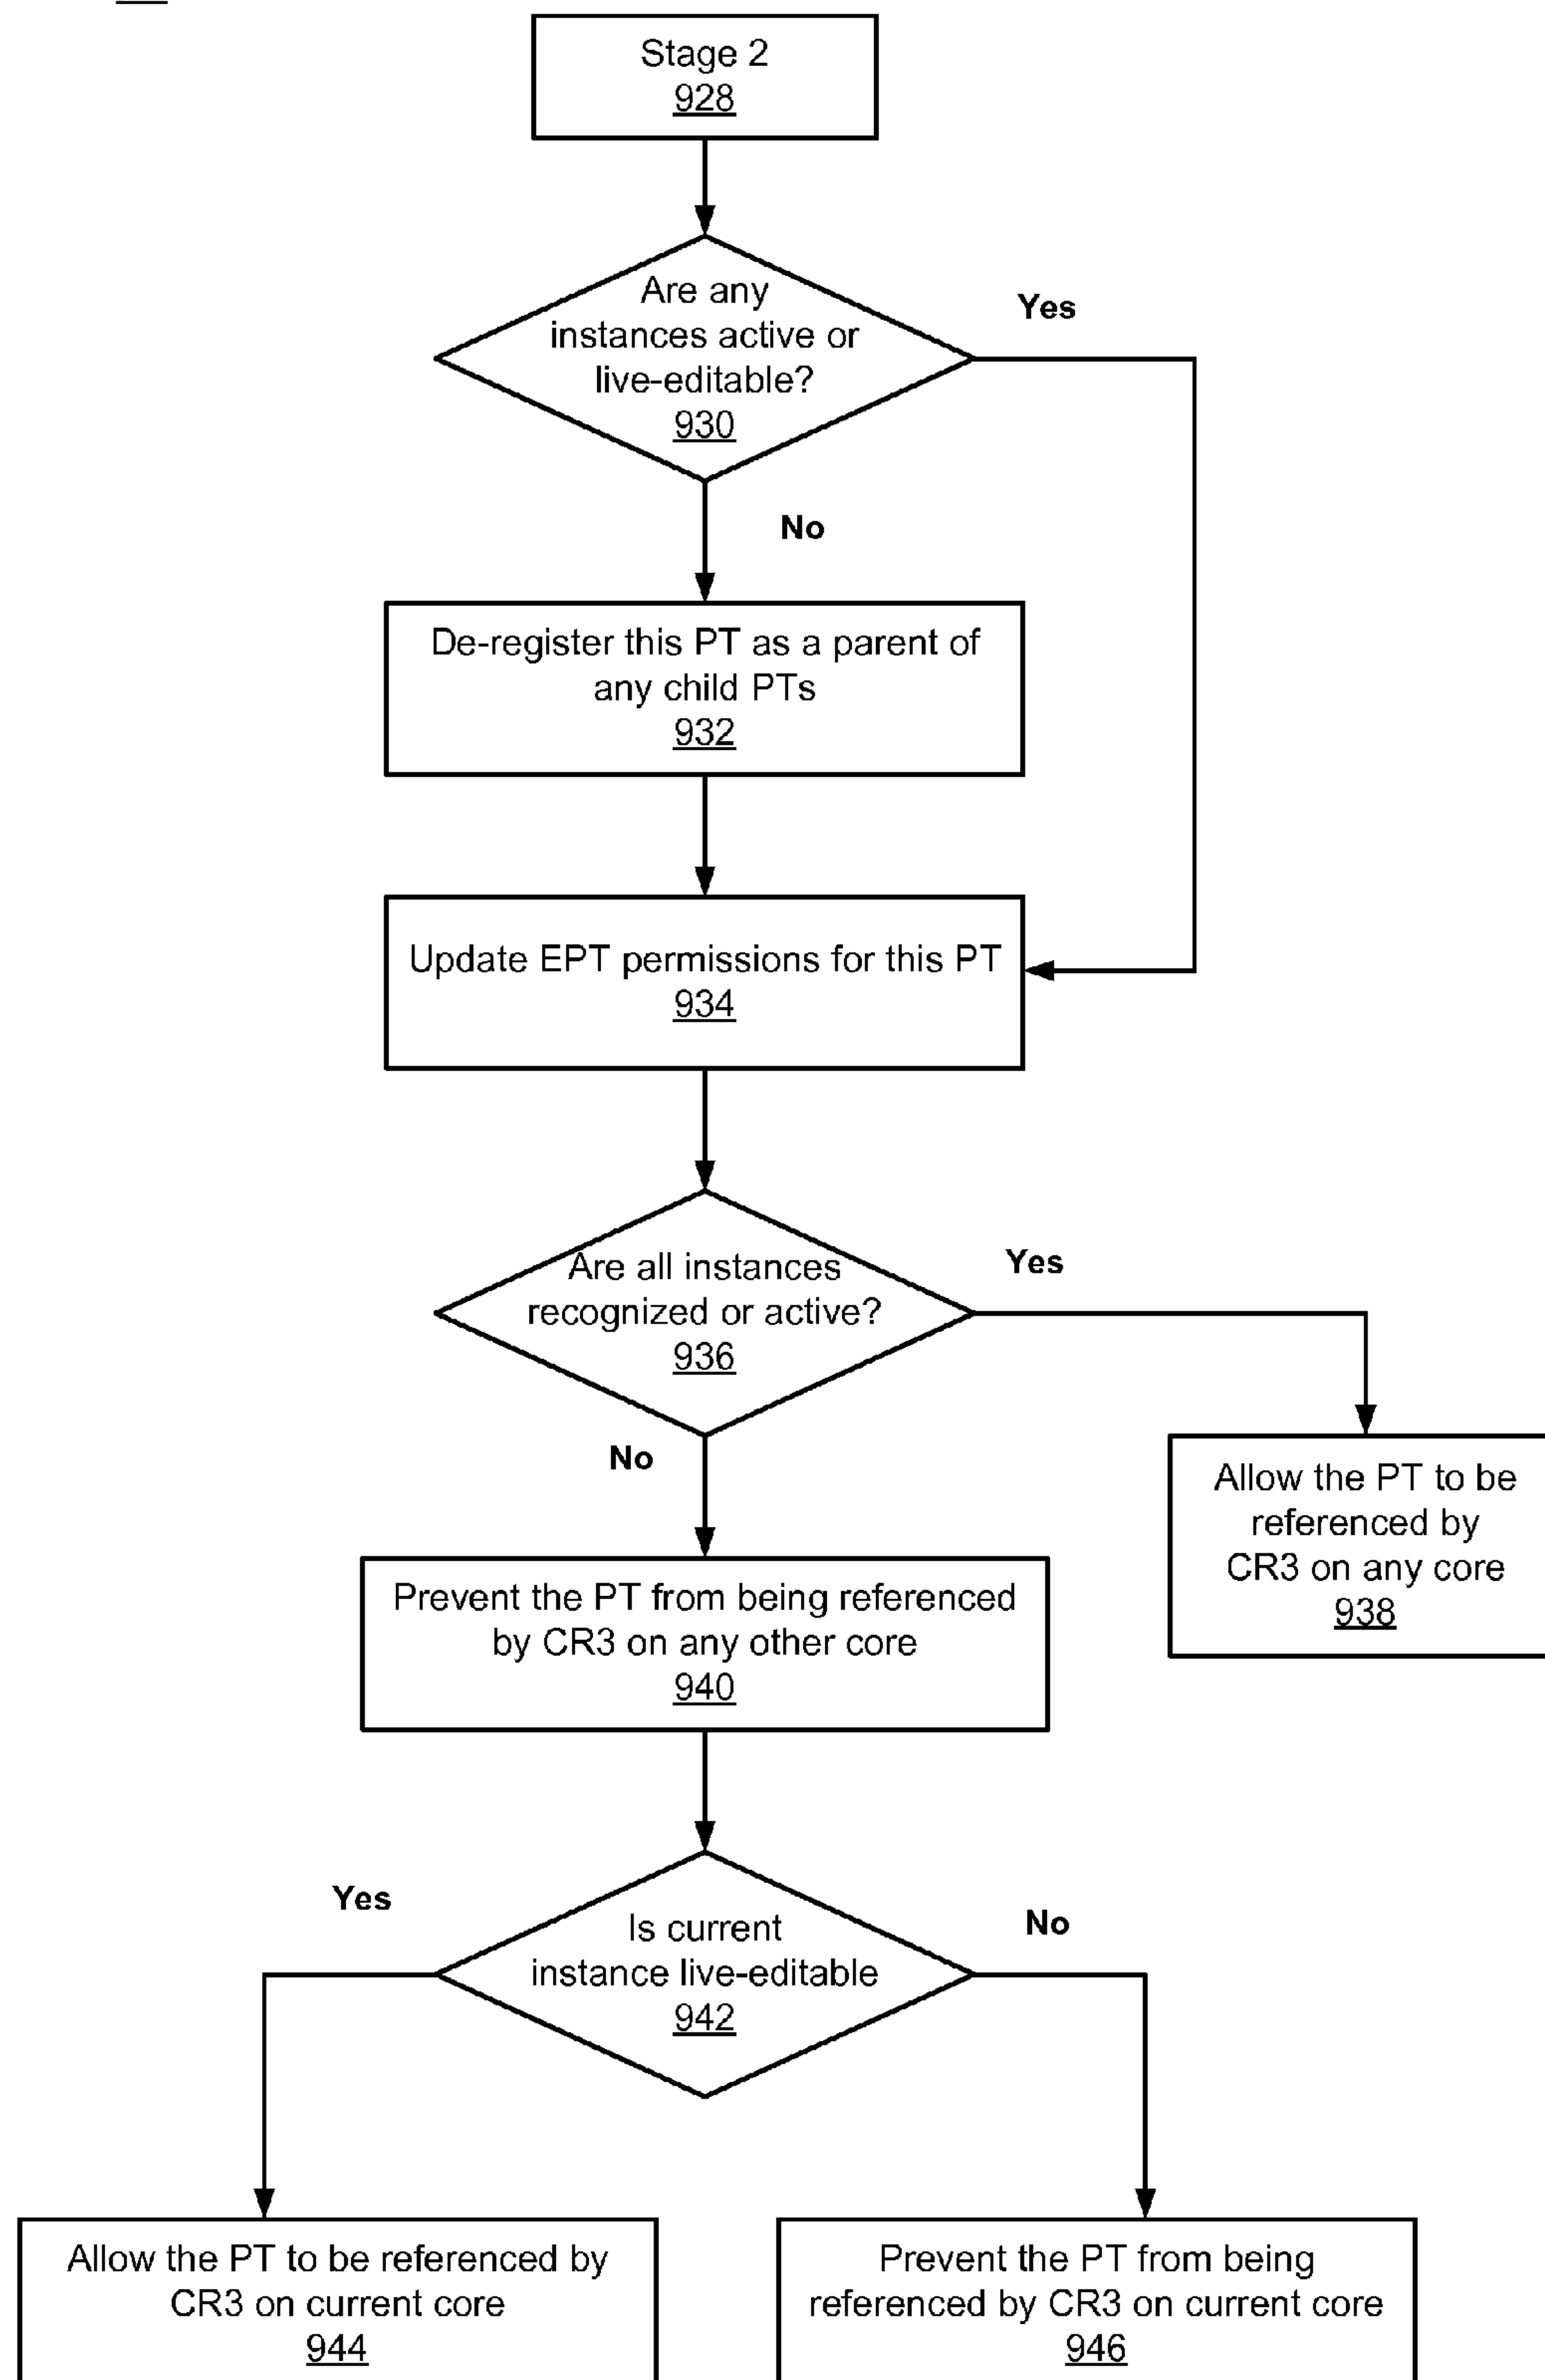 Stage 2
928
Are any
instances active or
live-editable?
930
Yes
No
De-register this PT as a parent of
any child PTs
932
Update EPT permissions for this PT
934
Are all instances
recognized or active?
936
Yes
No
Allow the PT to be
referenced by
CR3 on any core
938
Prevent the PT from being referenced
by CR3 on any other core
940
Is current
instance live-editable
942
Yes
No
Allow the PT to be referenced by
CR3 on current core
944
Prevent the PT from being
referenced by CR3 on current core
946